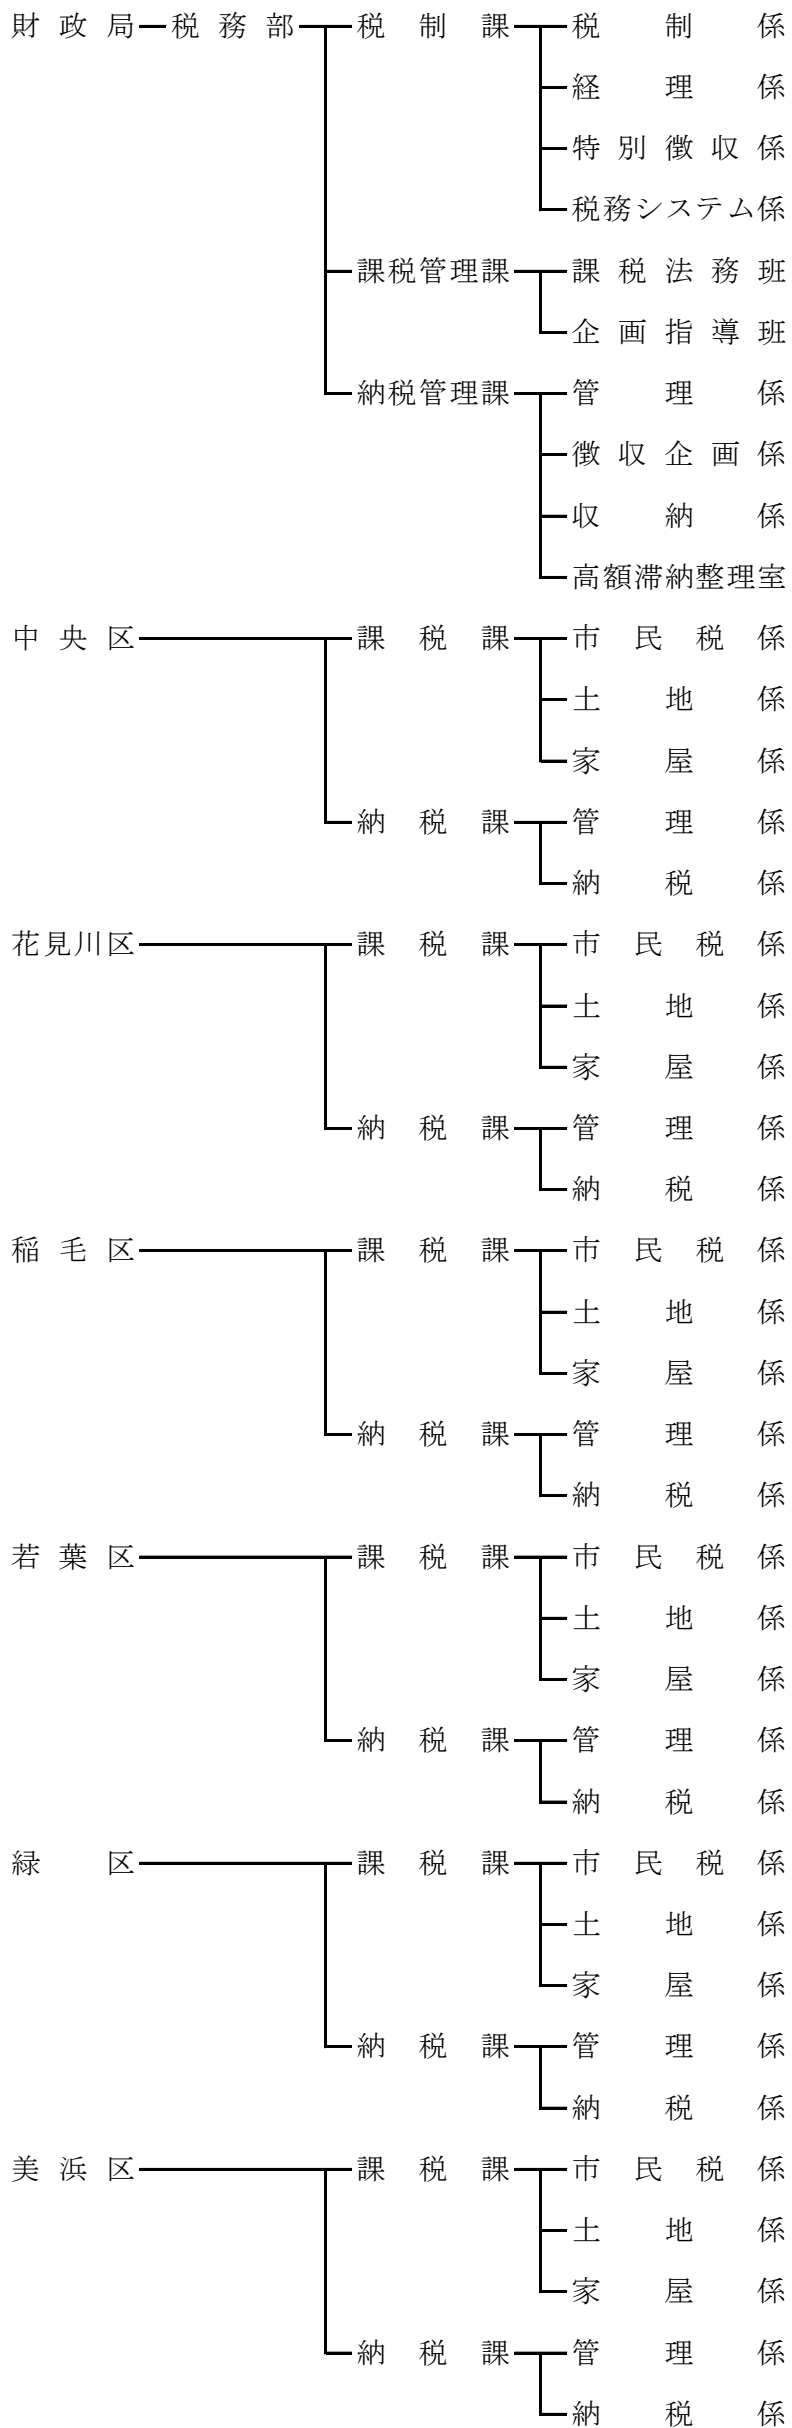 財政局 税務部 税制課 税制係
経理係
特別徴収係
税務システム係
課税管理課 課税法務班
企画指導班
納税管理課 管理係
徴収企画係
収納係
高額滞納整理室
中央区 課税課 市民税係
土地係
家屋係
納税課 管理係
納税係
花見川区 課税課 市民税係
土地係
家屋係
納税課 管理係
納税係
稲毛区 課税課 市民税係
土地係
家屋係
納税課 管理係
納税係
若葉区 課税課 市民税係
土地係
家屋係
納税課 管理係
納税係
緑区 課税課 市民税係
土地係
家屋係
納税課 管理係
納税係
美浜区 課税課 市民税係
土地係
家屋係
納税課 管理係
納税係